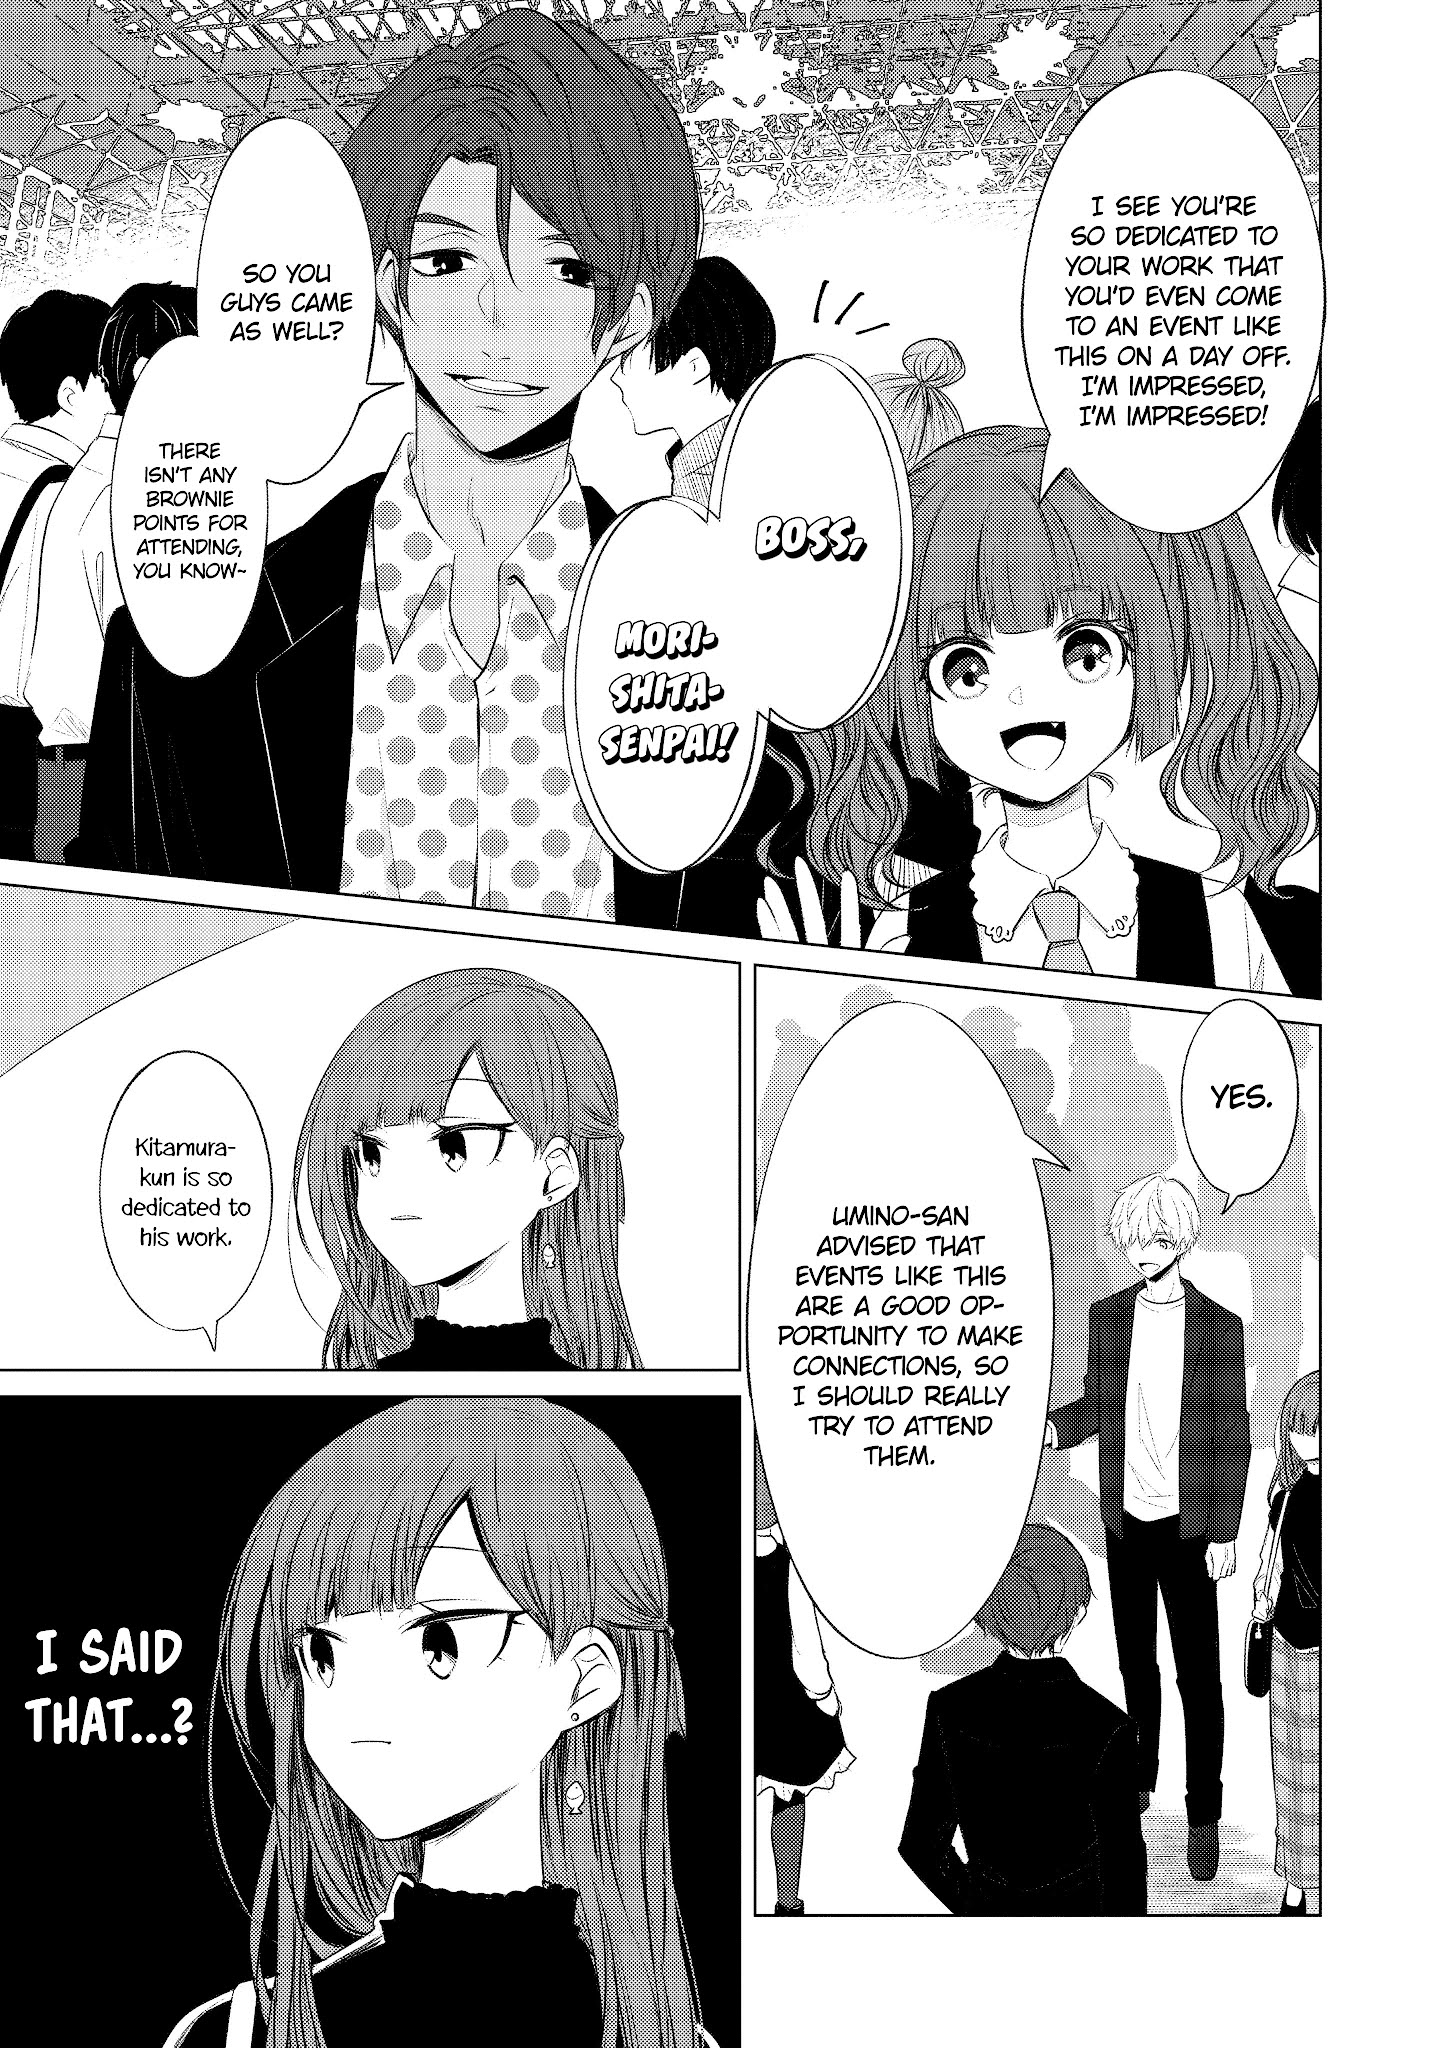 I SEE YOU'RE
SO DEDICATED TO
YOUR WORK THAT
YOU'D EVEN COME
TO AN EVENT LIKE
THIS ON A DAY OFF.
I'M IMPRESSED,
I'M IMPRESSED!
BOSS,
MORI-
SHITA-
SENPAI!
SO YOU
GUYS CAME
AS WELL?
THERE
ISN'T ANY
BROWNIE
POINTS FOR
ATTENDING,
YOU KNOW~
YES.
UMINO-SAN
ADVISED THAT
EVENTS LIKE THIS
ARE A GOOD OP-
PORTUNITY TO MAKE
CONNECTIONS, SO
I SHOULD REALLY
TRY TO ATTEND
THEM.
Kitamura-
kun is so
dedicated to
his work.
I SAID
THAT...?